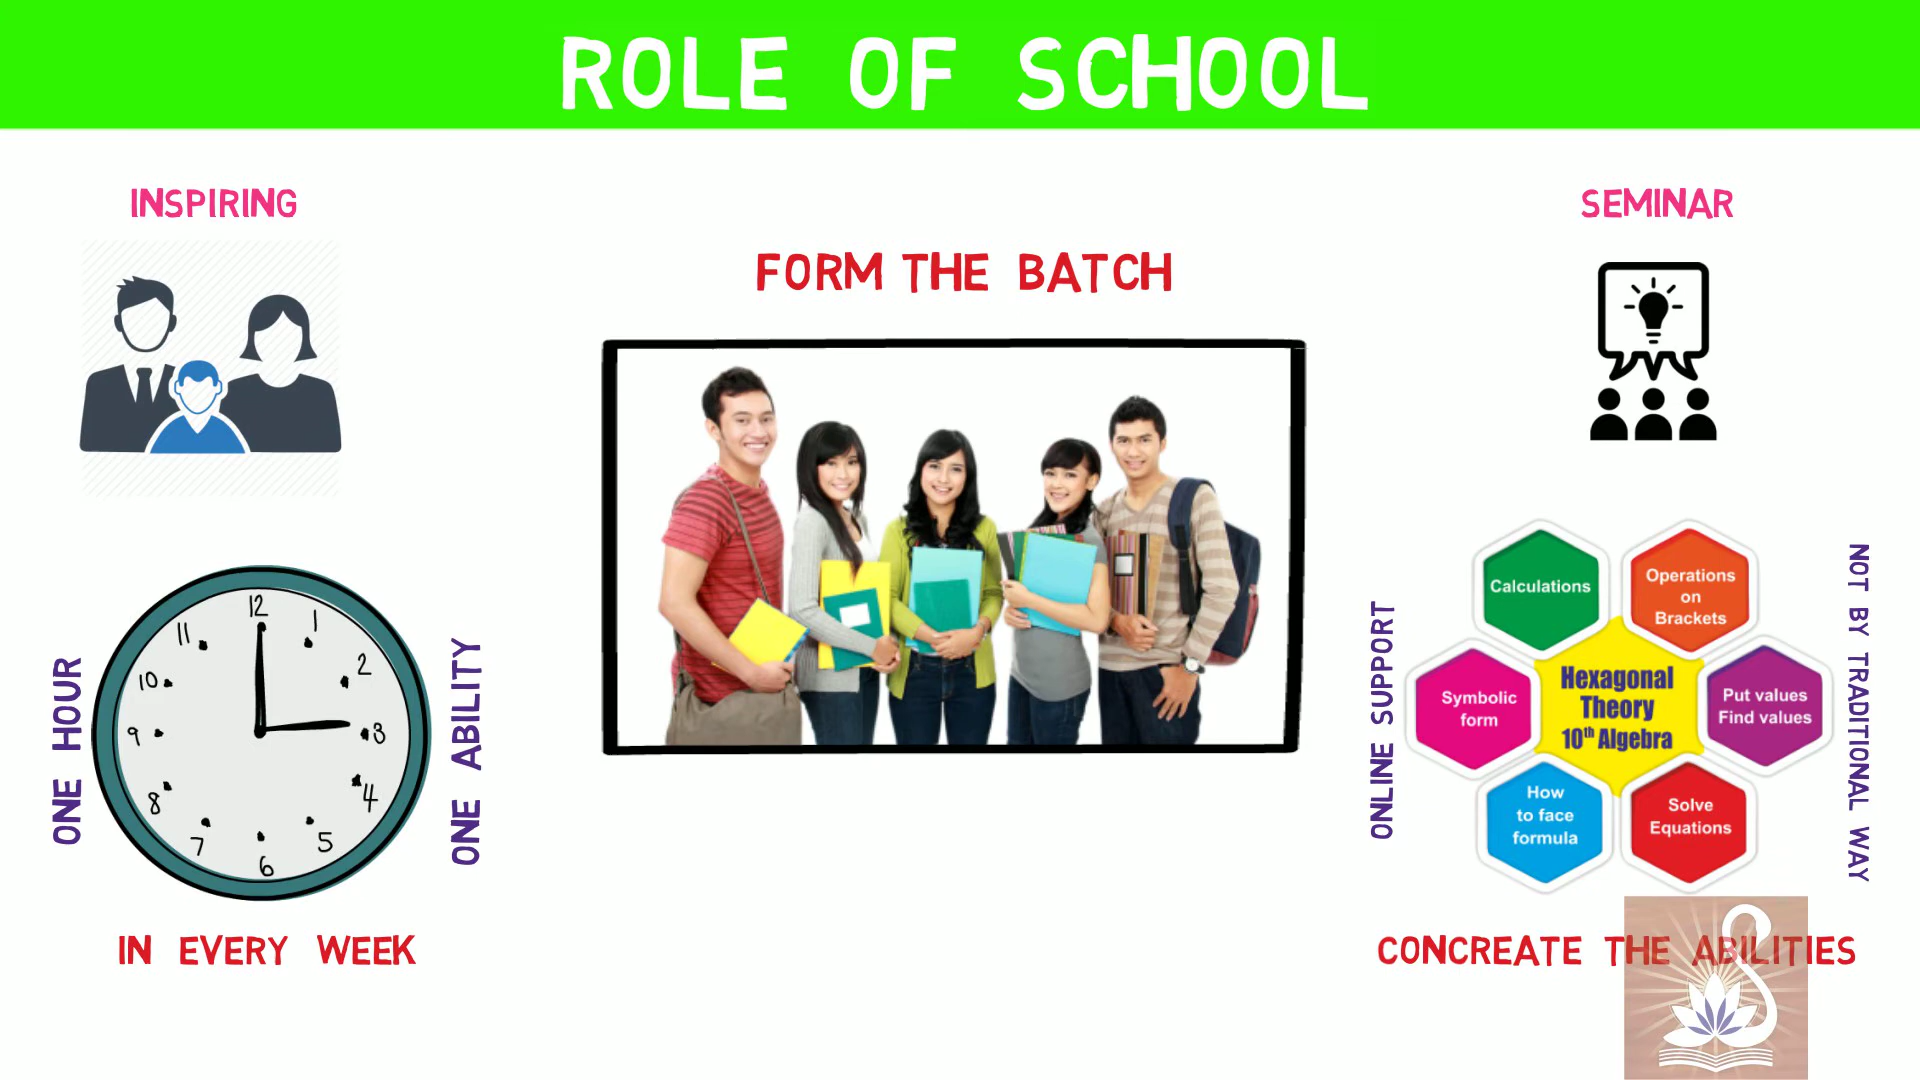 ROLE OF SCHOOL
INSPIRING
SEMINAR
FORM THE BATCH
ONE HOUR
12
1
2
3
4
5
6
7
8
9
10
11
ONE ABILITY
IN EVERY WEEK
ONLINE SUPPORT
Calculations
Operations
on
Brackets
Symbolic
form
Hexagonal
Theory
10th Algebra
Put values
Find values
How
to face
formula
Solve
Equations
NOT BY TRADITIONAL WAY
CONCREATE THE ABILITIES